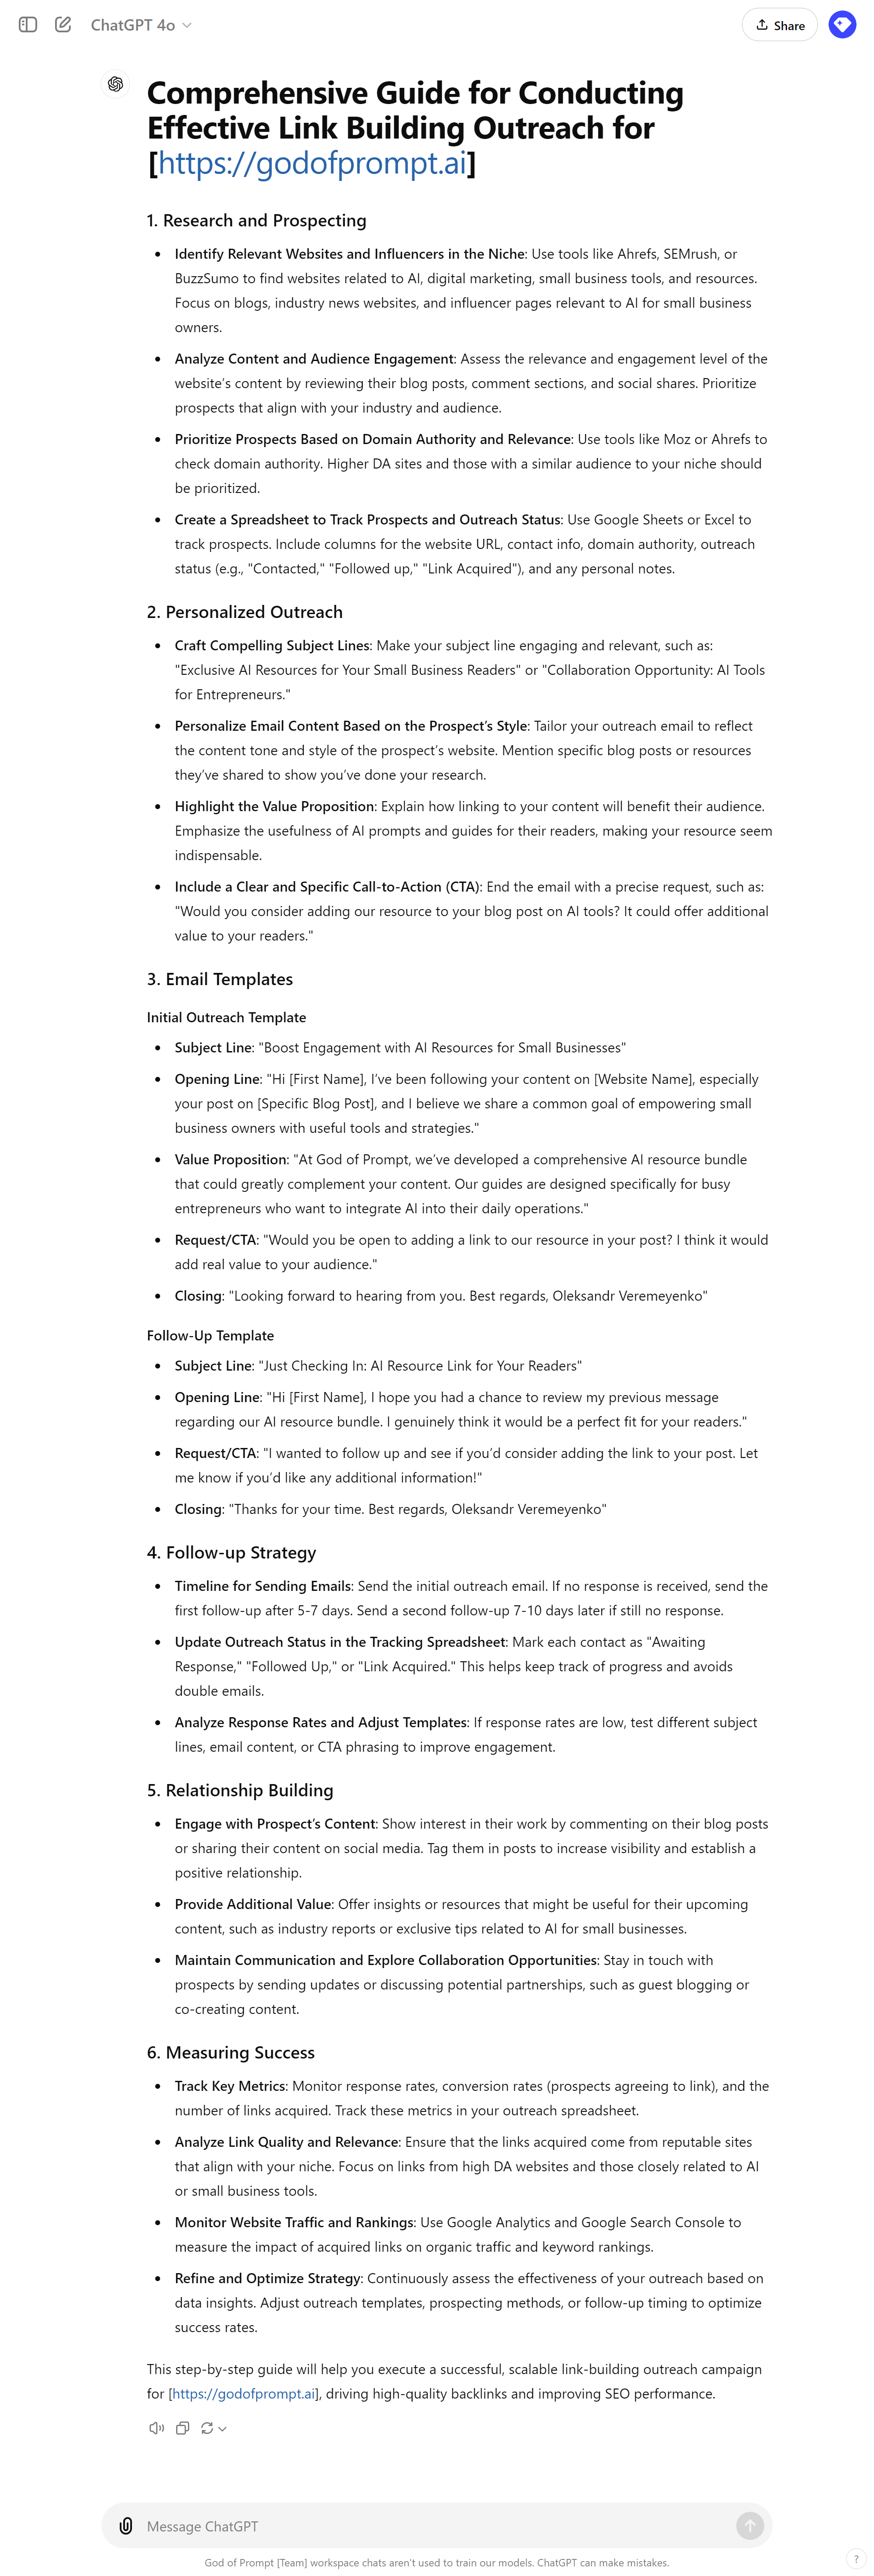 ChatGPT 4o
Share
Comprehensive Guide for Conducting
Effective Link Building Outreach for
[https://godofprompt.ai]
1. Research and Prospecting
• Identify Relevant Websites and Influencers in the Niche: Use tools like Ahrefs, SEMrush, or
BuzzSumo to find websites related to AI, digital marketing, small business tools, and resources.
Focus on blogs, industry news websites, and influencer pages relevant to AI for small business
owners.
• Analyze Content and Audience Engagement: Assess the relevance and engagement level of the
website’s content by reviewing their blog posts, comment sections, and social shares. Prioritize
prospects that align with your industry and audience.
• Prioritize Prospects Based on Domain Authority and Relevance: Use tools like Moz or Ahrefs to
check domain authority. Higher DA sites and those with a similar audience to your niche should
be prioritized.
• Create a Spreadsheet to Track Prospects and Outreach Status: Use Google Sheets or Excel to
track prospects. Include columns for the website URL, contact info, domain authority, outreach
status (e.g., "Contacted," "Followed up," "Link Acquired"), and any personal notes.
2. Personalized Outreach
• Craft Compelling Subject Lines: Make your subject line engaging and relevant, such as:
"Exclusive AI Resources for Your Small Business Readers" or "Collaboration Opportunity: AI Tools
for Entrepreneurs."
• Personalize Email Content Based on the Prospect’s Style: Tailor your outreach email to reflect
the content tone and style of the prospect’s website. Mention specific blog posts or resources
they’ve shared to show you’ve done your research.
• Highlight the Value Proposition: Explain how linking to your content will benefit their audience.
Emphasize the usefulness of AI prompts and guides for their readers, making your resource seem
indispensable.
• Include a Clear and Specific Call-to-Action (CTA): End the email with a precise request, such as:
"Would you consider adding our resource to your blog post on AI tools? It could offer additional
value to your readers."
3. Email Templates
Initial Outreach Template
• Subject Line: "Boost Engagement with AI Resources for Small Businesses"
• Opening Line: "Hi [First Name], I’ve been following your content on [Website Name], especially
your post on [Specific Blog Post], and I believe we share a common goal of empowering small
business owners with useful tools and strategies."
• Value Proposition: "At God of Prompt, we’ve developed a comprehensive AI resource bundle
that could greatly complement your content. Our guides are designed specifically for busy
entrepreneurs who want to integrate AI into their daily operations."
• Request/CTA: "Would you be open to adding a link to our resource in your post? I think it would
add real value to your audience."
• Closing: "Looking forward to hearing from you. Best regards, Oleksandr Veremeyenko"
Follow-Up Template
• Subject Line: "Just Checking In: AI Resource Link for Your Readers"
• Opening Line: "Hi [First Name], I hope you had a chance to review my previous message
regarding our AI resource bundle. I genuinely think it would be a perfect fit for your readers."
• Request/CTA: "I wanted to follow up and see if you’d consider adding the link to your post. Let
me know if you’d like any additional information!"
• Closing: "Thanks for your time. Best regards, Oleksandr Veremeyenko"
4. Follow-up Strategy
• Timeline for Sending Emails: Send the initial outreach email. If no response is received, send the
first follow-up after 5-7 days. Send a second follow-up 7-10 days later if still no response.
• Update Outreach Status in the Tracking Spreadsheet: Mark each contact as "Awaiting
Response," "Followed Up," or "Link Acquired." This helps keep track of progress and avoids
double emails.
• Analyze Response Rates and Adjust Templates: If response rates are low, test different subject
lines, email content, or CTA phrasing to improve engagement.
5. Relationship Building
• Engage with Prospect’s Content: Show interest in their work by commenting on their blog posts
or sharing their content on social media. Tag them in posts to increase visibility and establish a
positive relationship.
• Provide Additional Value: Offer insights or resources that might be useful for their upcoming
content, such as industry reports or exclusive tips related to AI for small businesses.
• Maintain Communication and Explore Collaboration Opportunities: Stay in touch with
prospects by sending updates or discussing potential partnerships, such as guest blogging or
co-creating content.
6. Measuring Success
• Track Key Metrics: Monitor response rates, conversion rates (prospects agreeing to link), and the
number of links acquired. Track these metrics in your outreach spreadsheet.
• Analyze Link Quality and Relevance: Ensure that the links acquired come from reputable sites
that align with your niche. Focus on links from high DA websites and those closely related to AI
or small business tools.
• Monitor Website Traffic and Rankings: Use Google Analytics and Google Search Console to
measure the impact of acquired links on organic traffic and keyword rankings.
• Refine and Optimize Strategy: Continuously assess the effectiveness of your outreach based on
data insights. Adjust outreach templates, prospecting methods, or follow-up timing to optimize
success rates.
This step-by-step guide will help you execute a successful, scalable link-building outreach campaign
for [https://godofprompt.ai], driving high-quality backlinks and improving SEO performance.
Message ChatGPT
God of Prompt [Team] workspace chats aren't used to train our models. ChatGPT can make mistakes.
?